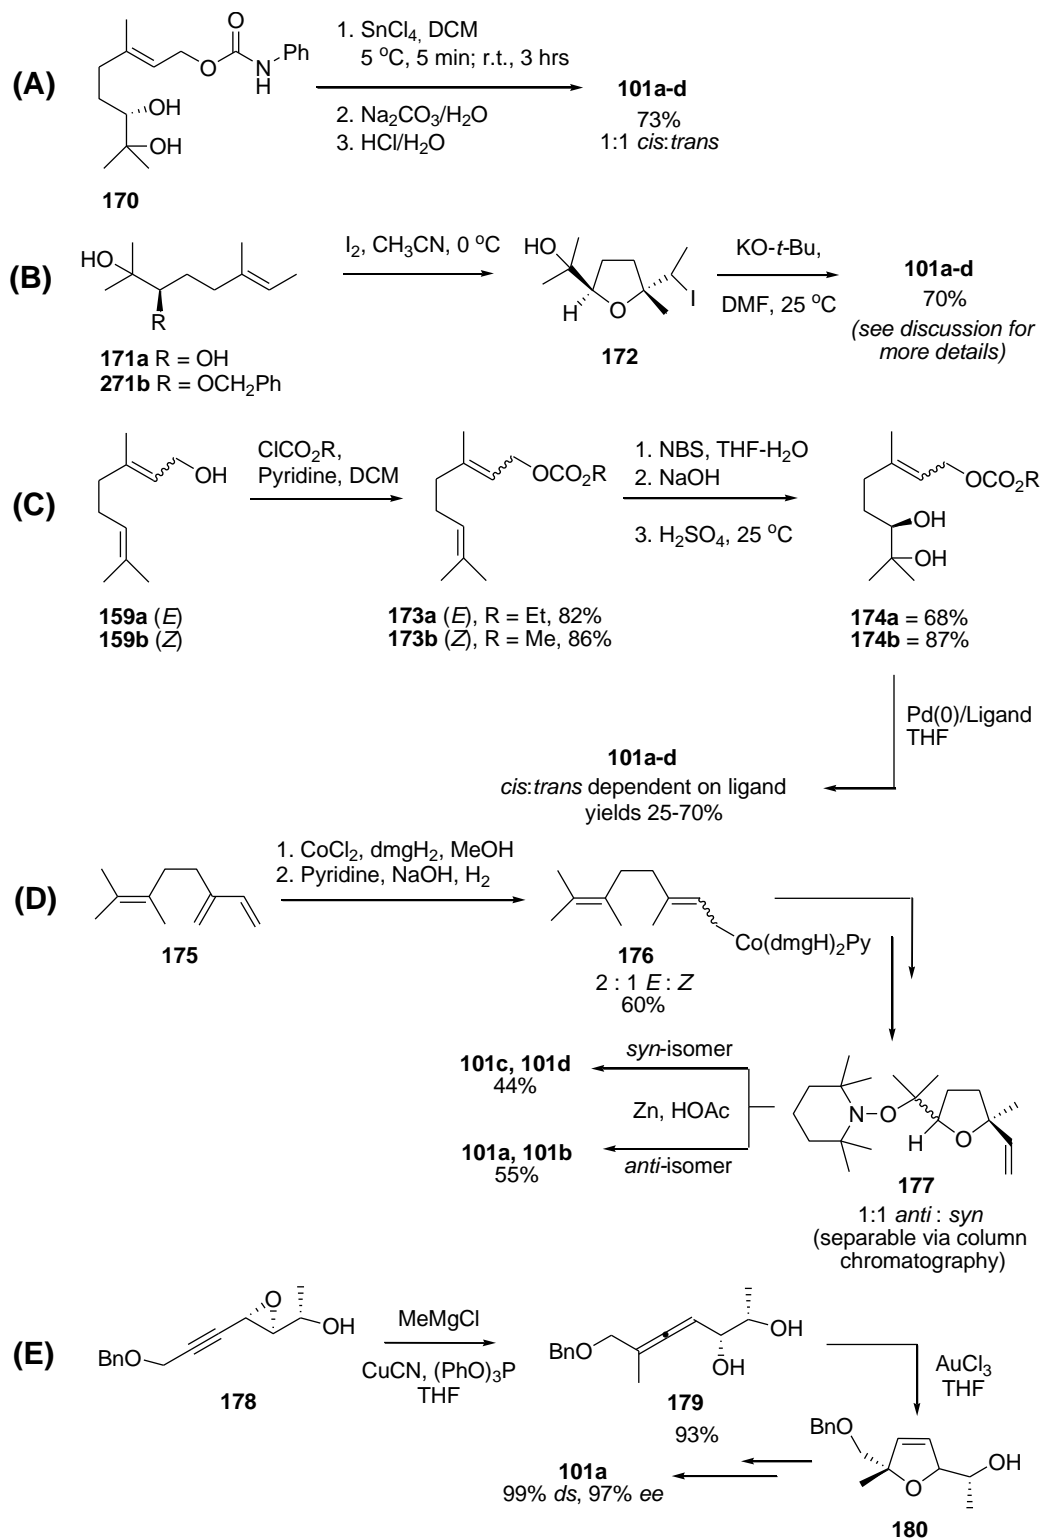 (A)
O
O
N
H
Ph
OH
OH
170
1. SnCl4, DCM
5 oC, 5 min; r.t., 3 hrs
2. Na2CO3/H2O
3. HCl/H2O
101a-d
73%
1:1 cis:trans
(B)
HO
R
171a R = OH
271b R = OCH2Ph
I2, CH3CN, 0 oC
HO
H
O
I
172
KO-t-Bu,
DMF, 25 oC
101a-d
70%
(see discussion for
more details)
(C)
OH
159a (E)
159b (Z)
ClCO2R,
Pyridine, DCM
OCO2R
173a (E), R = Et, 82%
173b (Z), R = Me, 86%
1. NBS, THF-H2O
2. NaOH
3. H2SO4, 25 oC
OCO2R
OH
OH
174a = 68%
174b = 87%
Pd(0)/Ligand
THF
101a-d
cis:trans dependent on ligand
yields 25-70%
(D)
175
1. CoCl2, dmgH2, MeOH
2. Pyridine, NaOH, H2
Co(dmgH)2Py
176
2 : 1 E : Z
60%
N
O
H
O
177
1:1 anti : syn
(separable via column
chromatography)
syn-isomer
Zn, HOAc
anti-isomer
101c, 101d
44%
101a, 101b
55%
(E)
O
OH
BnO
178
MeMgCl
CuCN, (PhO)3P
THF
BnO
OH
OH
179
93%
AuCl3
THF
BnO
O
OH
180
101a
99% ds, 97% ee